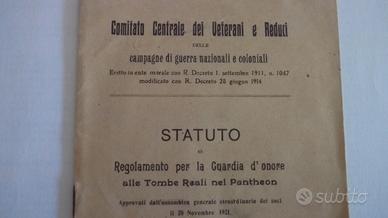 Comitato Centrale dei Veterani e Reduci
DELLE
campagne di guerra nazionali e coloniali
Eretto in ente morale con R. Decreto 1. settembre 1911, n. 1047
modificato con R. Decreto 28 giugno 1914
STATUTO
e
Regolamento per la Guardia d'onore
alle Tombe Reali nel Pantheon
Approvati dall'assemblea generale straordinaria dei soci
il 20 Novembre 1921.
subito